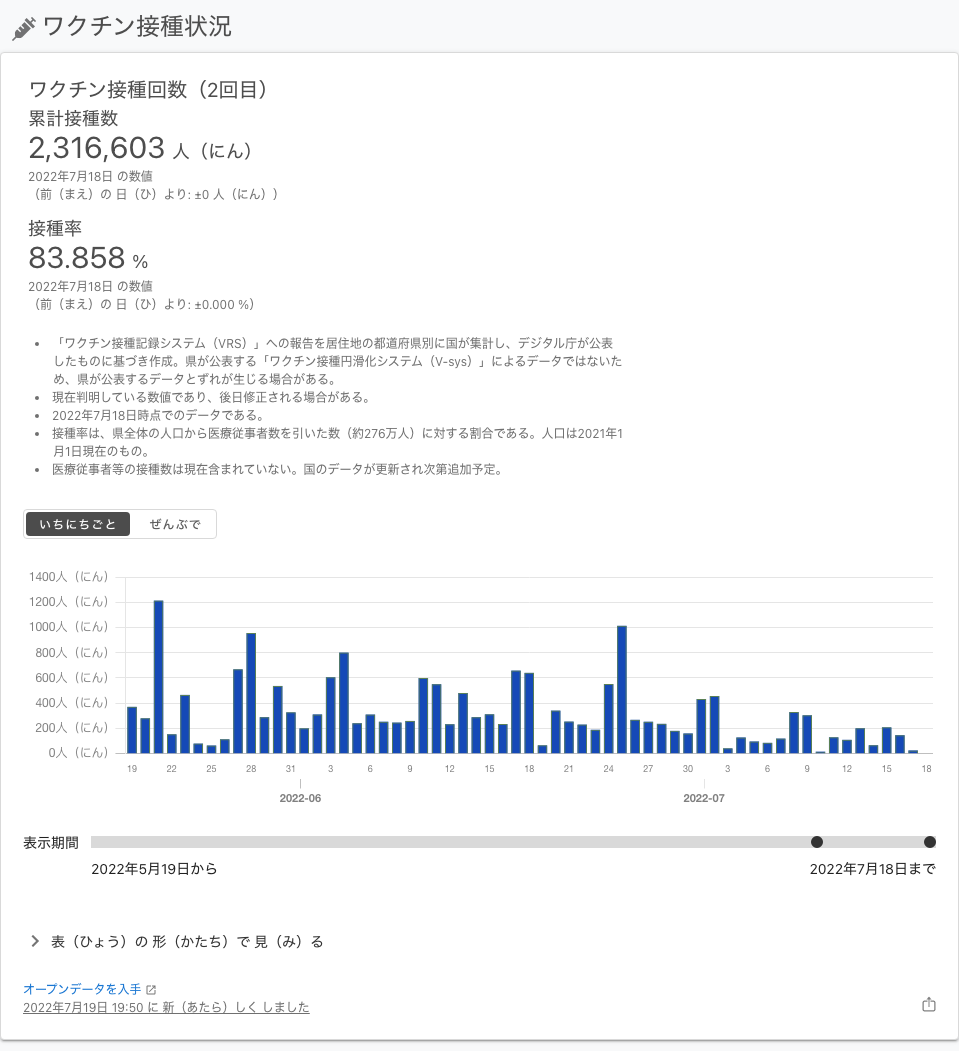 ワクチン接種状況
ワクチン接種回数（2回目）
累計接種数
2,316,603 人（にん）
2022年7月18日 の数値
（前（まえ）の 日（ひ）より: ±0 人（にん））
接種率
83.858 %
2022年7月18日 の数値
（前（まえ）の 日（ひ）より: ±0.000 %）
• 「ワクチン接種記録システム（VRS）」への報告を居住地の都道府県別に国が集計し、デジタル庁が公表
したものに基づき作成。県が公表する「ワクチン接種円滑化システム（V-sys）」によるデータではないた
め、県が公表するデータとずれが生じる場合がある。
• 現在判明している数値であり、後日修正される場合がある。
• 2022年7月18日時点でのデータである。
• 接種率は、県全体の人口から医療従事者数を引いた数（約276万人）に対する割合である。人口は2021年1
月1日現在のもの。
• 医療従事者等の接種数は現在含まれていない。国のデータが更新され次第追加予定。
いちにちごと ぜんぶで
1400人（にん）
1200人（にん）
1000人（にん）
800人（にん）
600人（にん）
400人（にん）
200人（にん）
0人（にん）
19 22 25 28 31 3 6 9 12 15 18 21 24 27 30 3 6 9 12 15 18
2022-06 2022-07
表示期間
2022年5月19日から 2022年7月18日まで
表（ひょう）の 形（かたち）で 見（み）る
オープンデータを入手
2022年7月19日 19:50 に 新（あたら）しく しました